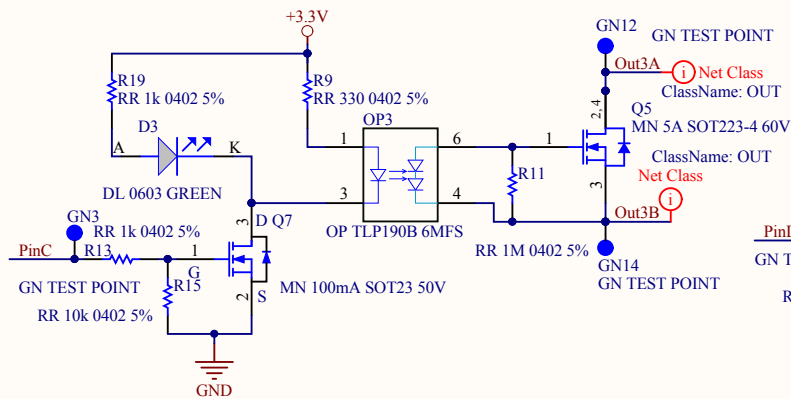 +3.3V
GN12
GN TEST POINT
R19
RR 1k 0402 5%
R9
RR 330 0402 5%
Out3A
i
Net Class
ClassName: OUT
2, 4
Q5
MN 5A SOT223-4 60V
D3
A
K
DL 0603 GREEN
OP3
1
6
1
3
4
R11
3
ClassName: OUT
Net Class
i
Out3B
OP TLP190B 6MFS
RR 1M 0402 5%
GN14
GN TEST POINT
GN3
RR 1k 0402 5%
PinC
R13
3
D Q7
1
G
2
S
GN TEST POINT
R15
RR 10k 0402 5%
MN 100mA SOT23 50V
GND
PinD
GN T
R